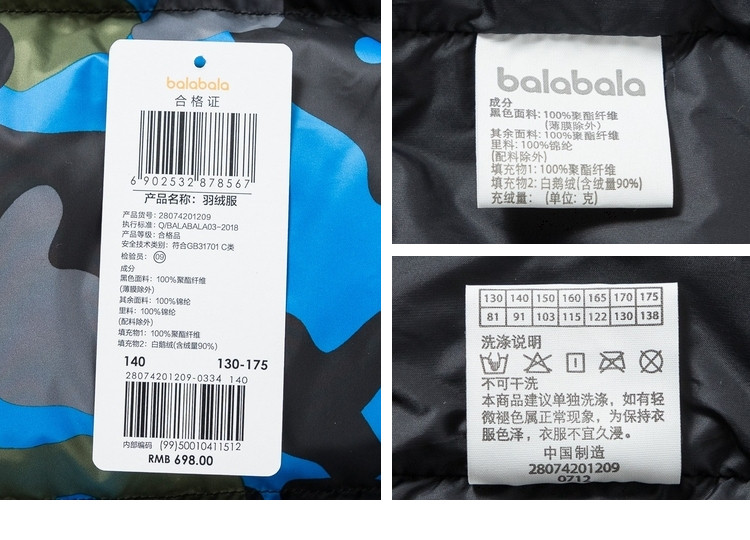 balabala
合格证
6 902532 878567
产品名称：羽绒服
产品货号：28074201209
执行标准：Q/BALABALA03-2018
产品等级：合格品
安全技术类别：符合GB31701 C类
检验员：09
成分
黑色面料：100%聚酯纤维
(薄膜除外)
其余面料：100%锦纶
里料：100%锦纶
(配料除外)
填充物1：100%聚酯纤维
填充物2：白鹅绒(含绒量90%)
140 130-175
28074201209-0334 140
内部编码 (99)50010411512
RMB 698.00
balabala
成分
黑色面料：100%聚酯纤维
(薄膜除外)
其余面料：100%锦纶
里料：100%锦纶
(配料除外)
填充物1：100%聚酯纤维
填充物2：白鹅绒(含绒量90%)
充绒量：(单位：克)
130 140 150 160 165 170 175
81 91 103 115 122 130 138
洗涤说明
不可干洗
本商品建议单独洗涤，如有轻
微褪色属正常现象，为保持衣
服色泽，衣服不宜久浸。
中国制造
28074201209
0712